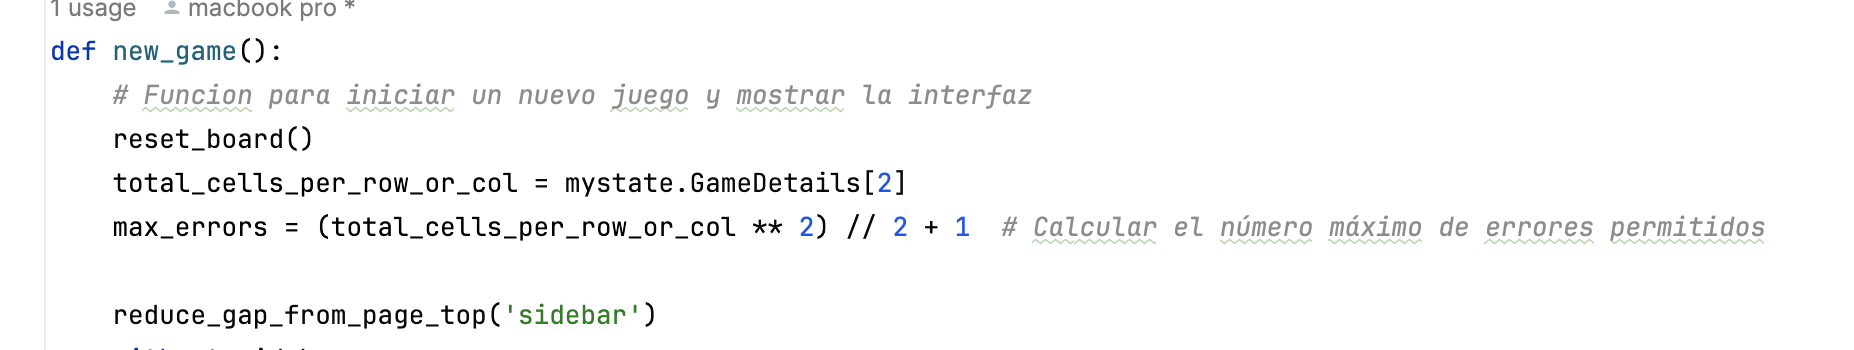 1 usage macbook pro *
def new_game():
# Funcion para iniciar un nuevo juego y mostrar la interfaz
reset_board()
total_cells_per_row_or_col = mystate.GameDetails[2]
max_errors = (total_cells_per_row_or_col ** 2) // 2 + 1 # Calcular el número máximo de errores permitidos
reduce_gap_from_page_top('sidebar')